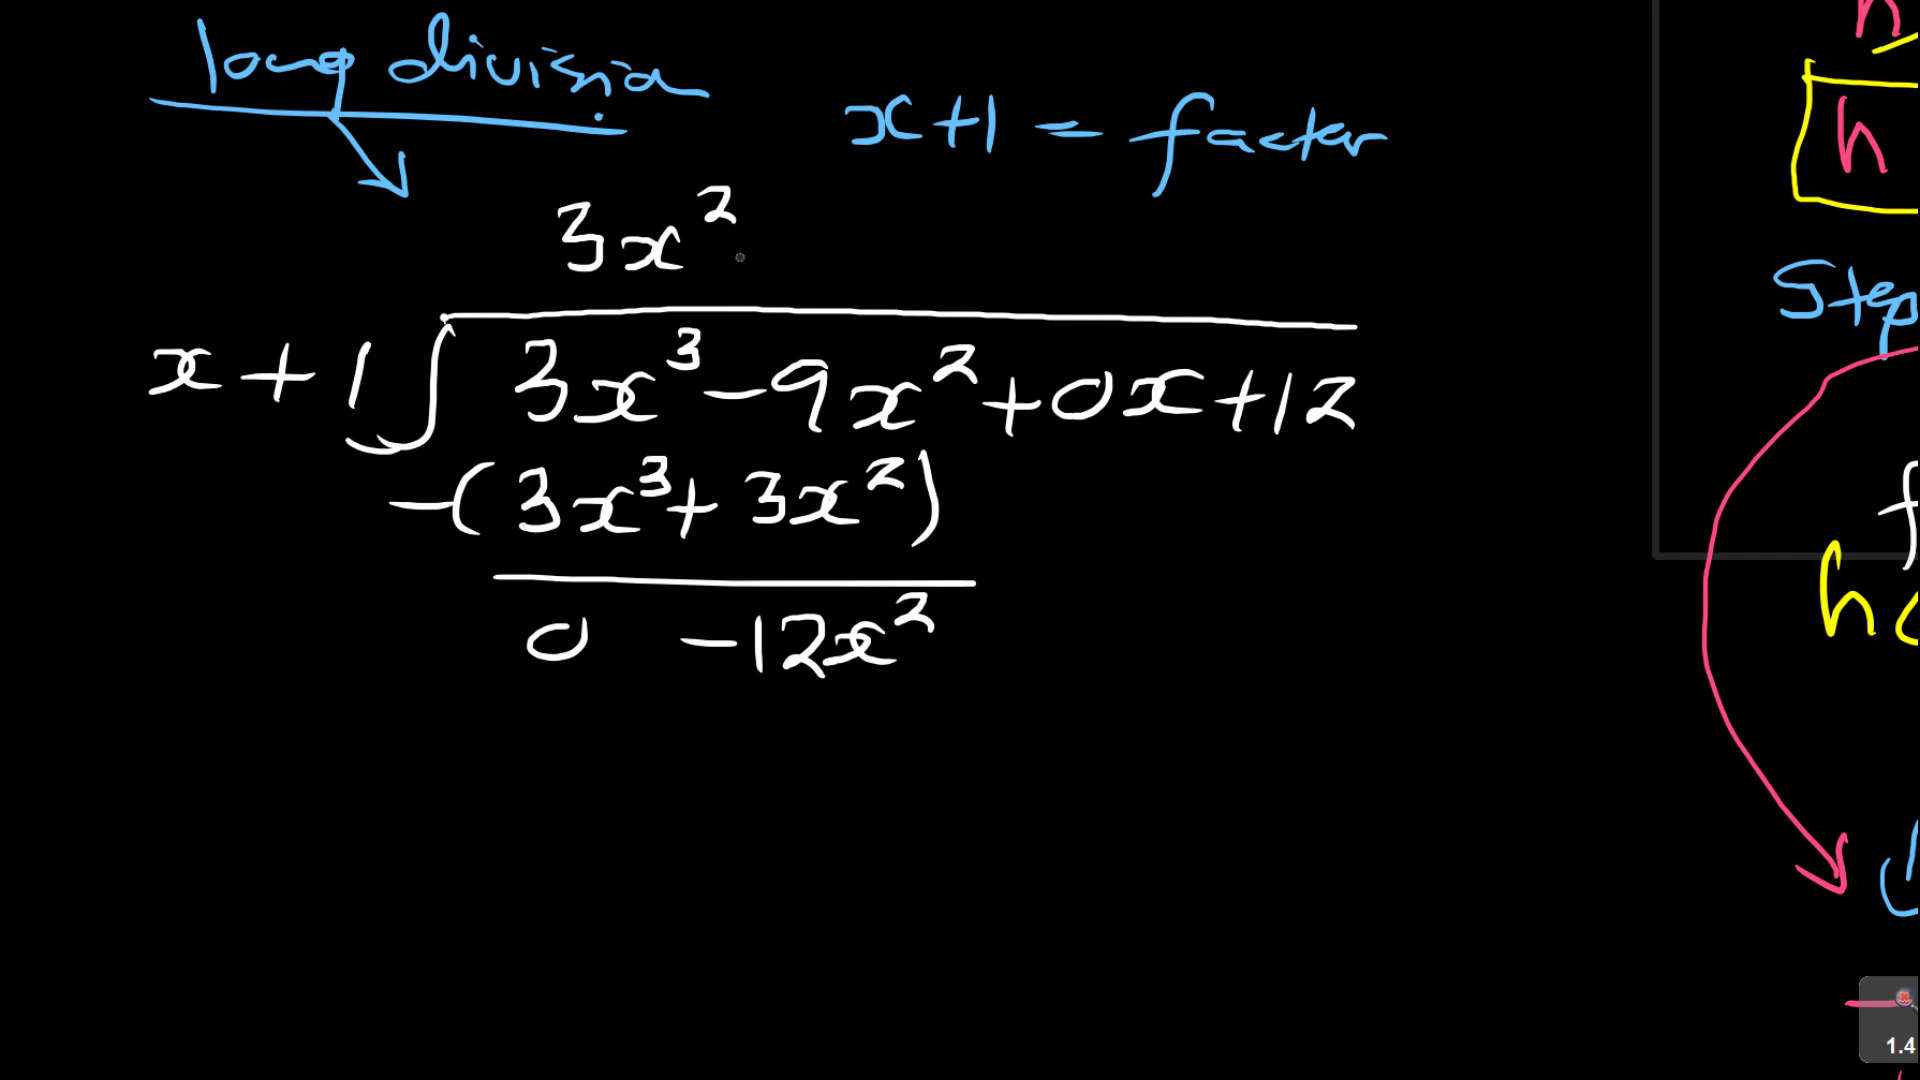 long division
x+1 = factor
3x²
x + 1 3x³ - 9x² + 0x + 12
-( 3x³ + 3x² )
0 - 12x²
h
h
Step
f
h
1.4